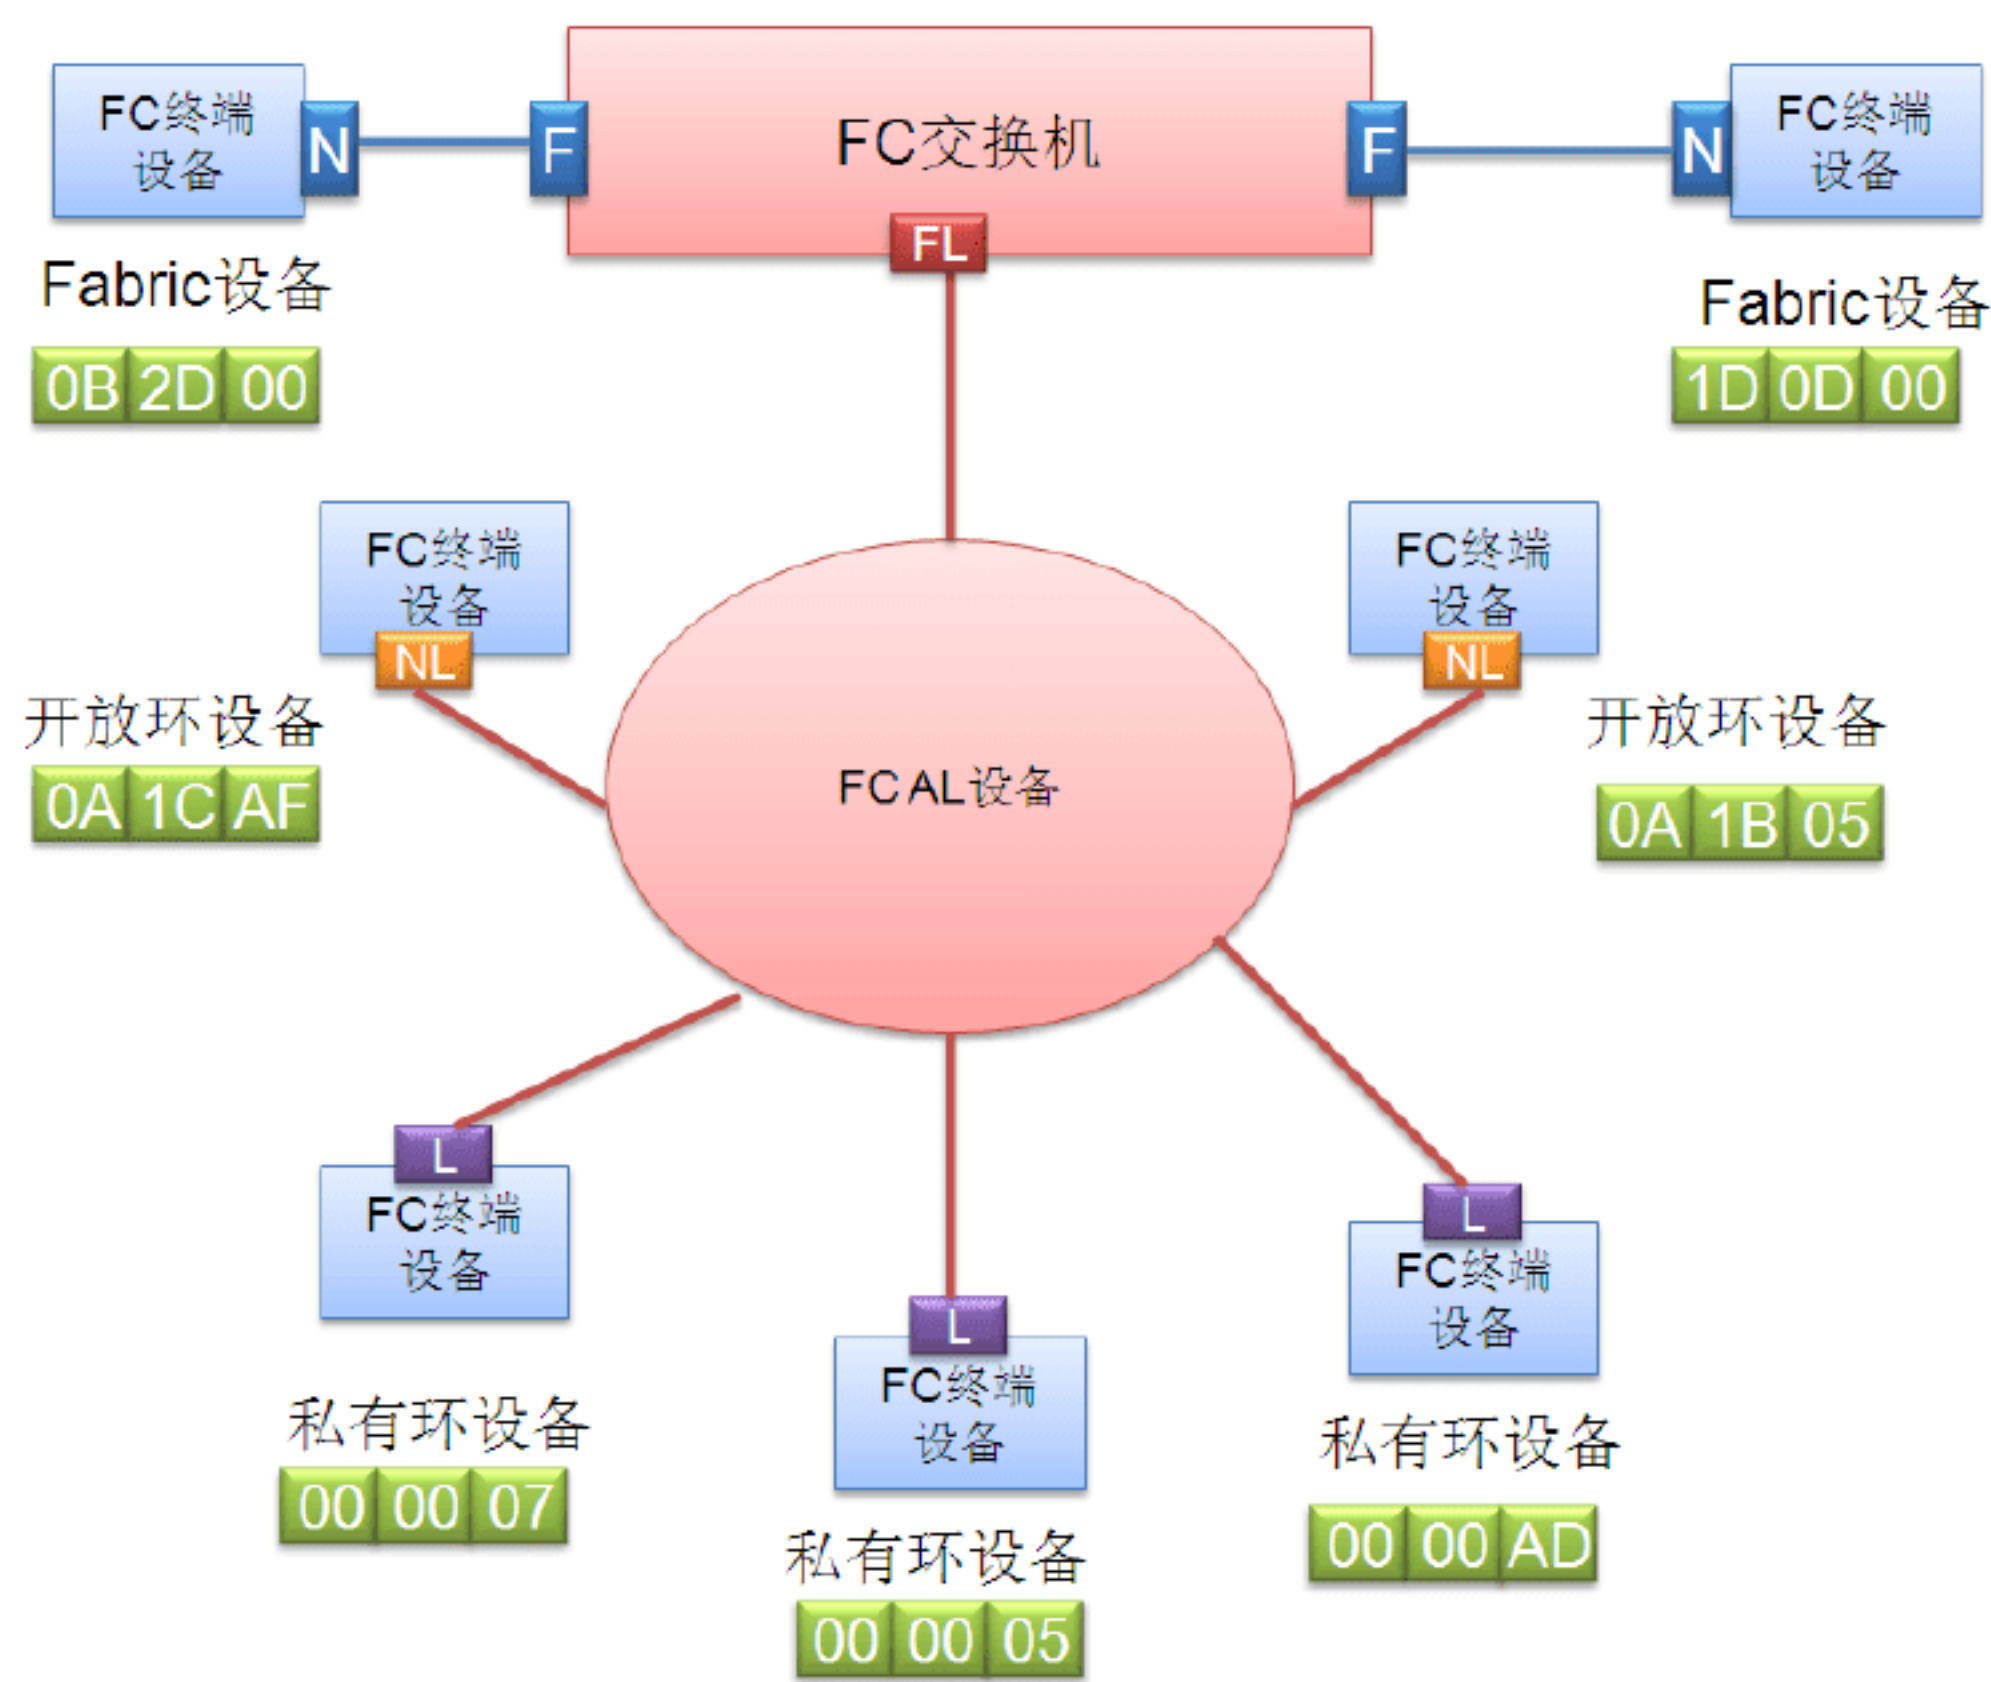 FC终端
设备
N
F
FC交换机
FL
F
N
FC终端
设备
Fabric设备
0B 2D 00
Fabric设备
1D 0D 00
FC终端
设备
NL
开放环设备
0A 1C AF
FC AL设备
FC终端
设备
NL
开放环设备
0A 1B 05
L
FC终端
设备
私有环设备
00 00 07
L
FC终端
设备
私有环设备
00 00 05
L
FC终端
设备
私有环设备
00 00 AD